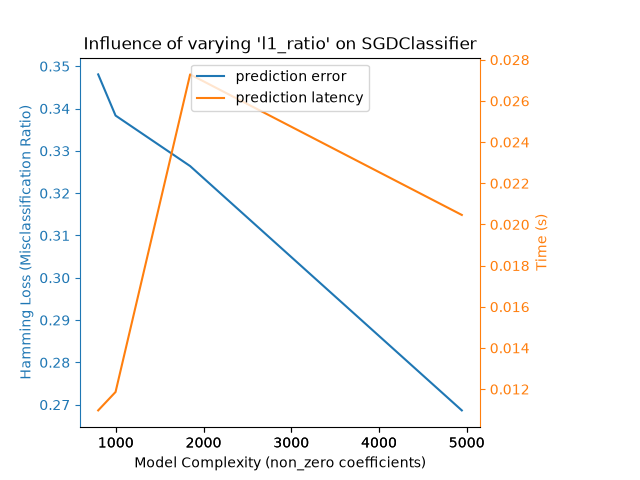 Influence of varying 'l1_ratio' on SGDClassifier
prediction error
prediction latency
Hamming Loss (Misclassification Ratio)
0.35
0.34
0.33
0.32
0.31
0.30
0.29
0.28
0.27
0.028
0.026
0.024
0.022
0.020
0.018
0.016
0.014
0.012
Time (s)
1000 2000 3000 4000 5000
Model Complexity (non_zero coefficients)